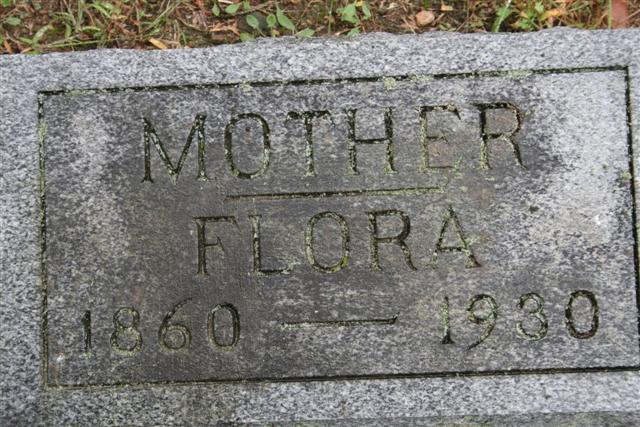 MOTHER
FLORA
1860 — 1930